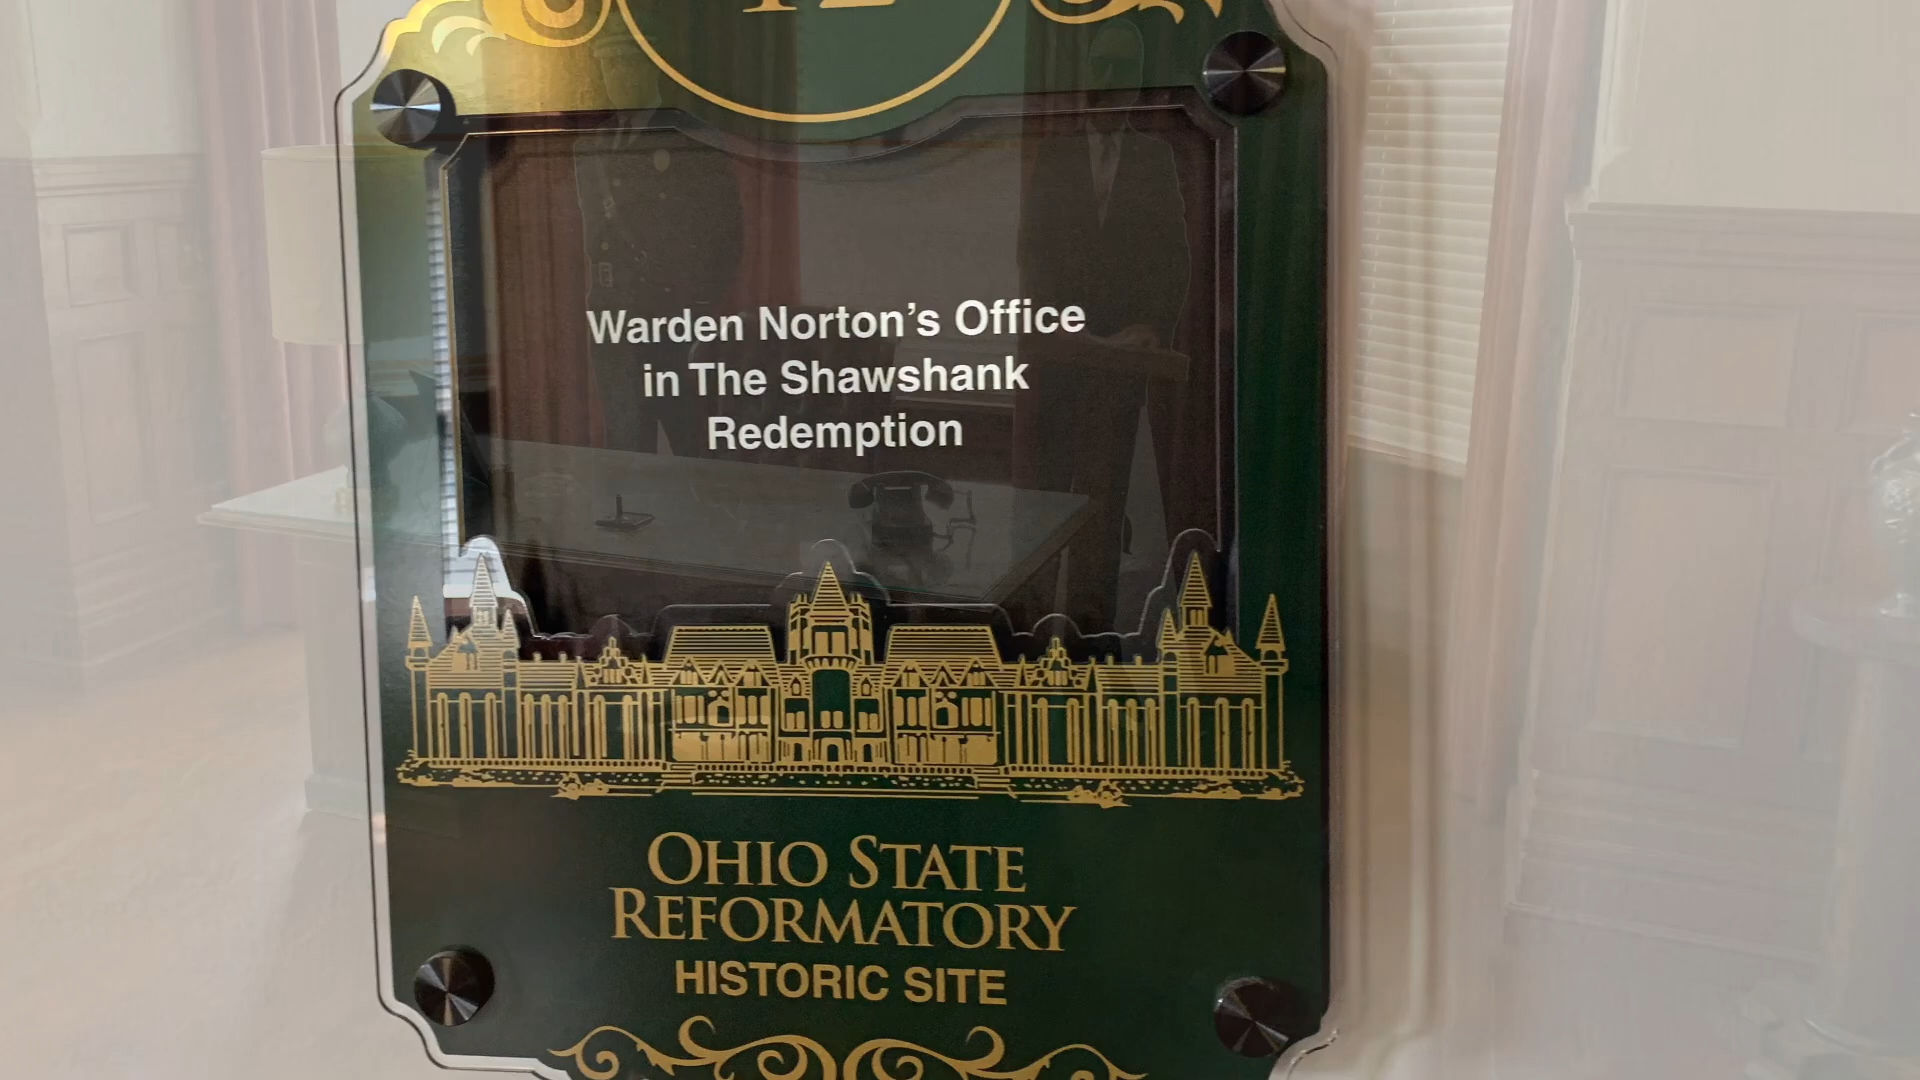 Warden Norton's Office
in The Shawshank
Redemption
OHIO STATE
REFORMATORY
HISTORIC SITE